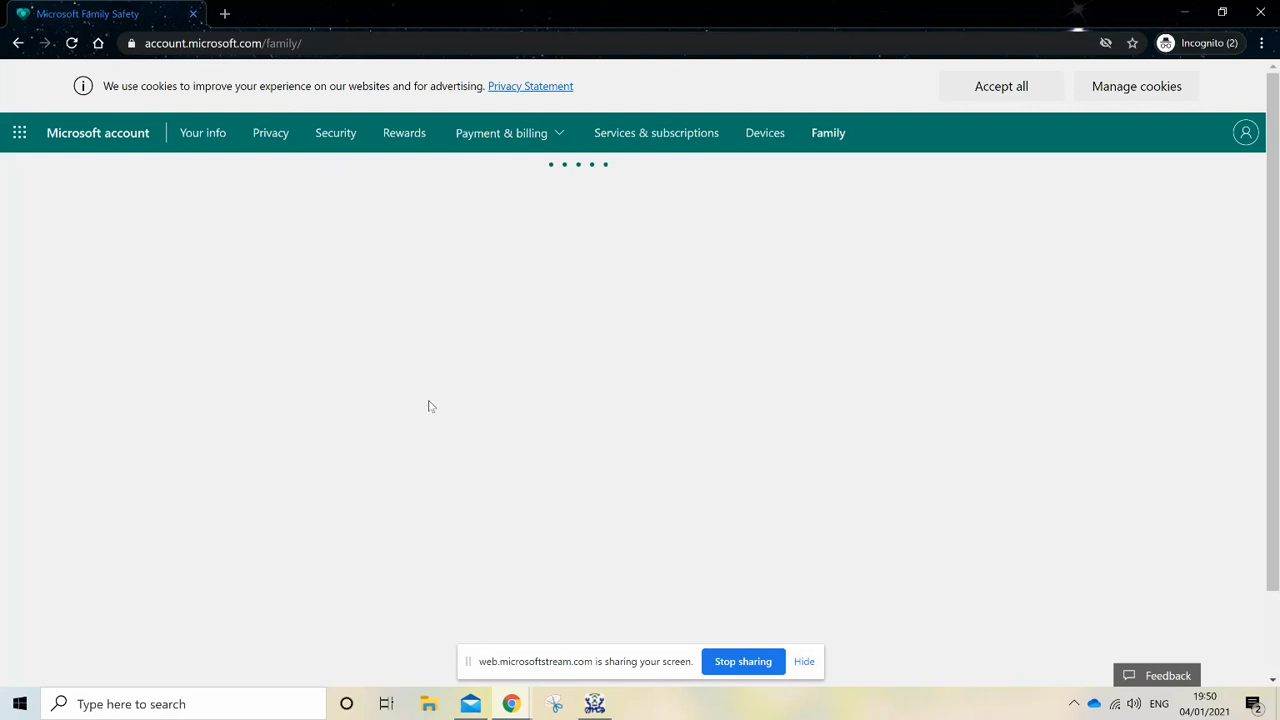 Microsoft Family Safety
account.microsoft.com/family/
Incognito (2)
We use cookies to improve your experience on our websites and for advertising. Privacy Statement
Accept all
Manage cookies
Microsoft account
Your info
Privacy
Security
Rewards
Payment & billing
Services & subscriptions
Devices
Family
web.microsoftstream.com is sharing your screen.
Stop sharing
Hide
Feedback
Type here to search
ENG
19:50
04/01/2021
2